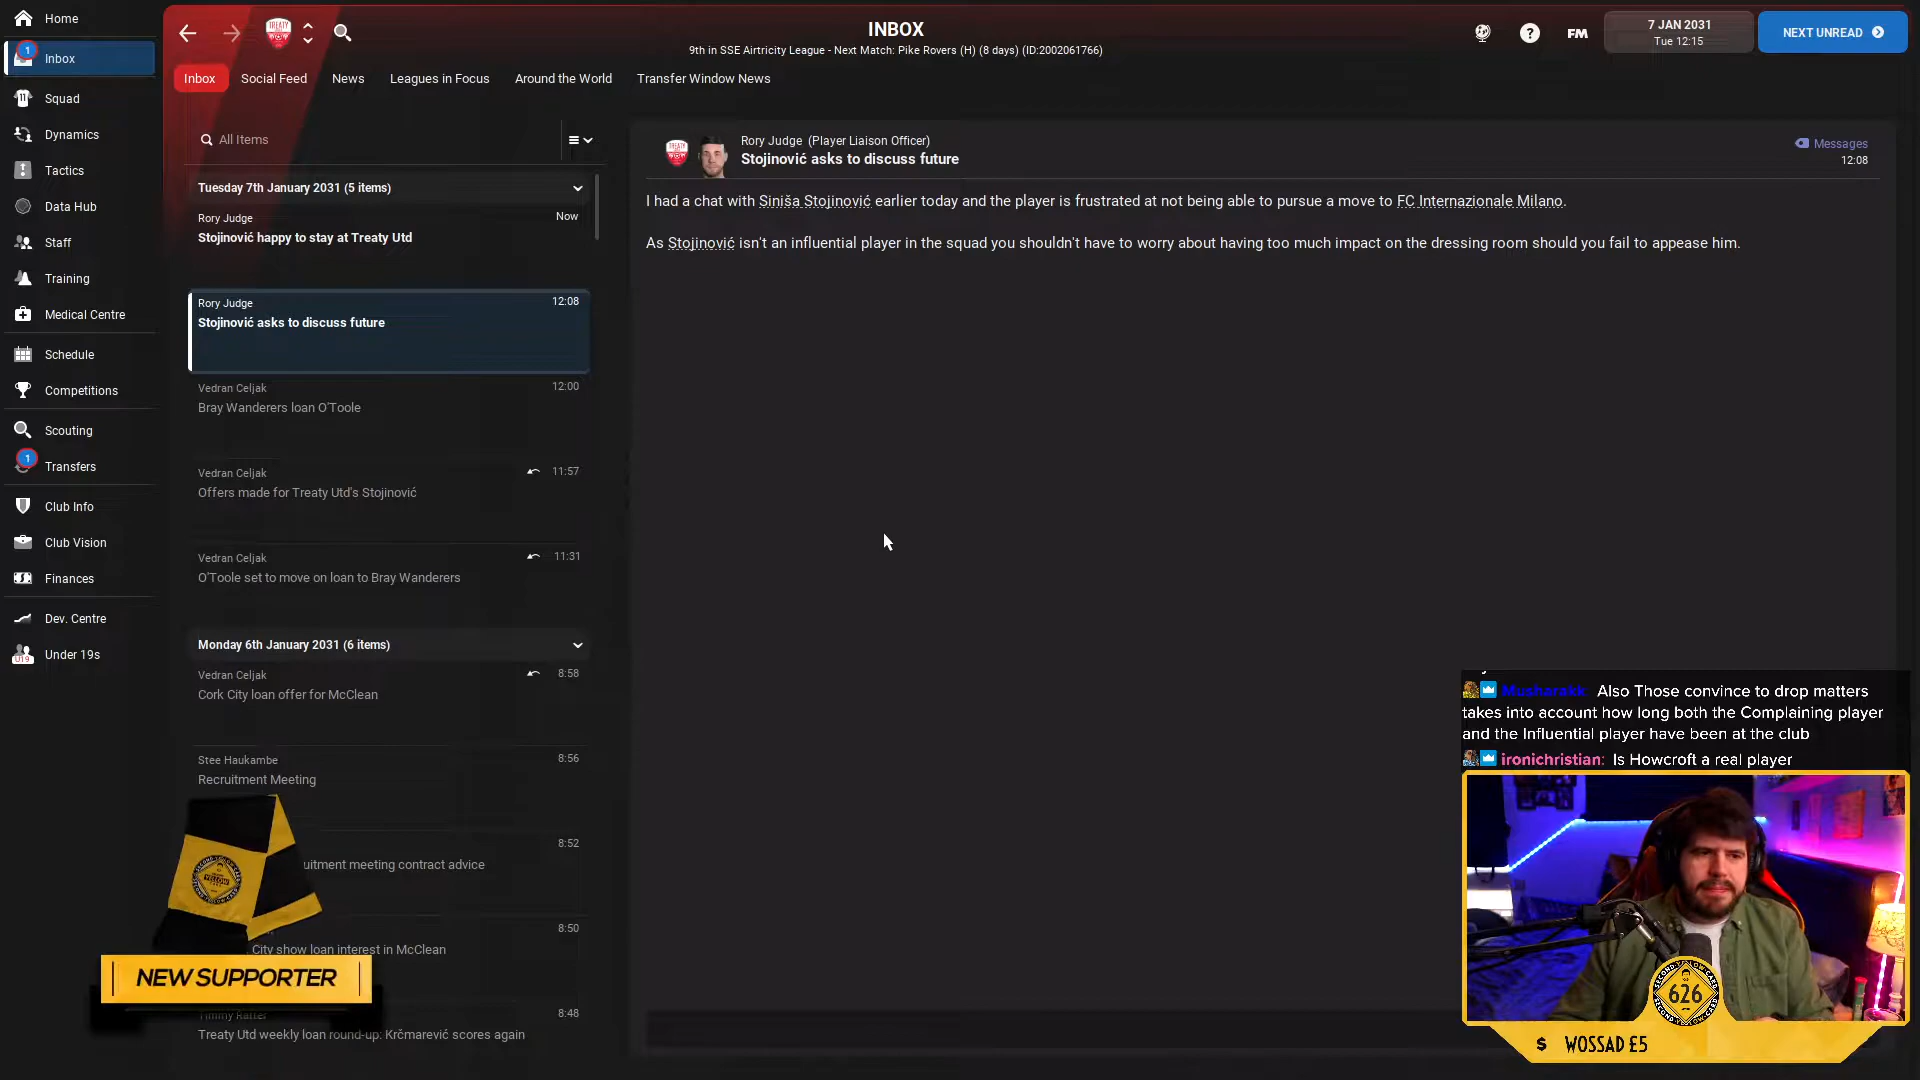 Home
Inbox
Squad
Dynamics
Tactics
Data Hub
Staff
Training
Medical Centre
Schedule
Competitions
Scouting
Transfers
Club Info
Club Vision
Finances
Dev. Centre
Under 19s
1
1
11
U19
TREATY
INBOX
9th in SSE Airtricity League - Next Match: Pike Rovers (H) (8 days) (ID:2002061766)
FM
7 JAN 2031
Tue 12:15
NEXT UNREAD
Inbox
Social Feed
News
Leagues in Focus
Around the World
Transfer Window News
All Items
Tuesday 7th January 2031 (5 items)
Rory Judge
Now
Stojinović happy to stay at Treaty Utd
Rory Judge
12:08
Stojinović asks to discuss future
Vedran Celjak
12:00
Bray Wanderers loan O'Toole
Vedran Celjak
11:57
Offers made for Treaty Utd's Stojinović
Vedran Celjak
11:31
O'Toole set to move on loan to Bray Wanderers
Monday 6th January 2031 (6 items)
Vedran Celjak
8:58
Cork City loan offer for McClean
Stee Haukambe
8:56
Recruitment Meeting
8:52
uitment meeting contract advice
8:50
City show loan interest in McClean
8:48
Treaty Utd weekly loan round-up: Krčmarević scores again
Rory Judge (Player Liaison Officer)
Stojinović asks to discuss future
Messages
12:08
I had a chat with Siniša Stojinović earlier today and the player is frustrated at not being able to pursue a move to FC Internazionale Milano.
As Stojinović isn't an influential player in the squad you shouldn't have to worry about having too much impact on the dressing room should you fail to appease him.
Musharakk: Also Those convince to drop matters
takes into account how long both the Complaining player
and the Influential player have been at the club
ironichristian: Is Howcroft a real player
NEW SUPPORTER
626
$ WOSSAD £5